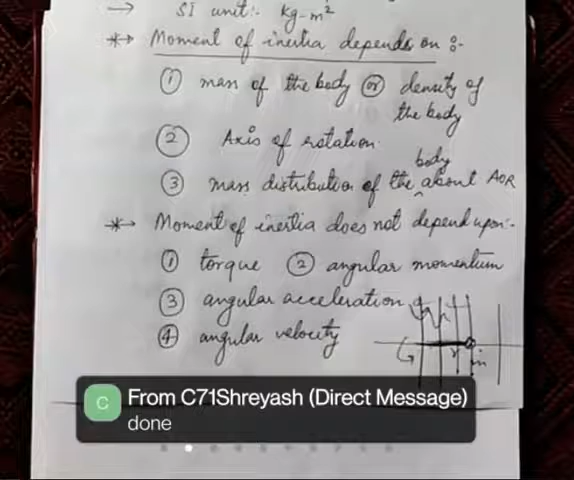 → SI unit:- Kg-m²
*→ Moment of inertia depends on :-
① mass of the body or density of
the body
② Axis of rotation.
body
③ mass distribution of the ^ about AOR
*→ Moment of inertia does not depend upon:-
① torque ② angular momentum
③ angular acceleration
④ angular velocity
r m
C
From C71Shreyash (Direct Message)
done